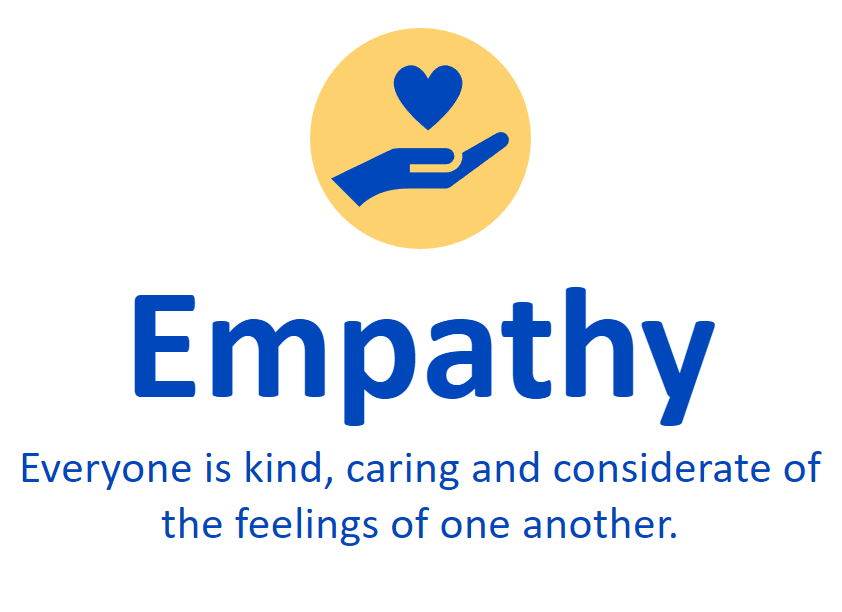 Empathy
Everyone is kind, caring and considerate of
the feelings of one another.